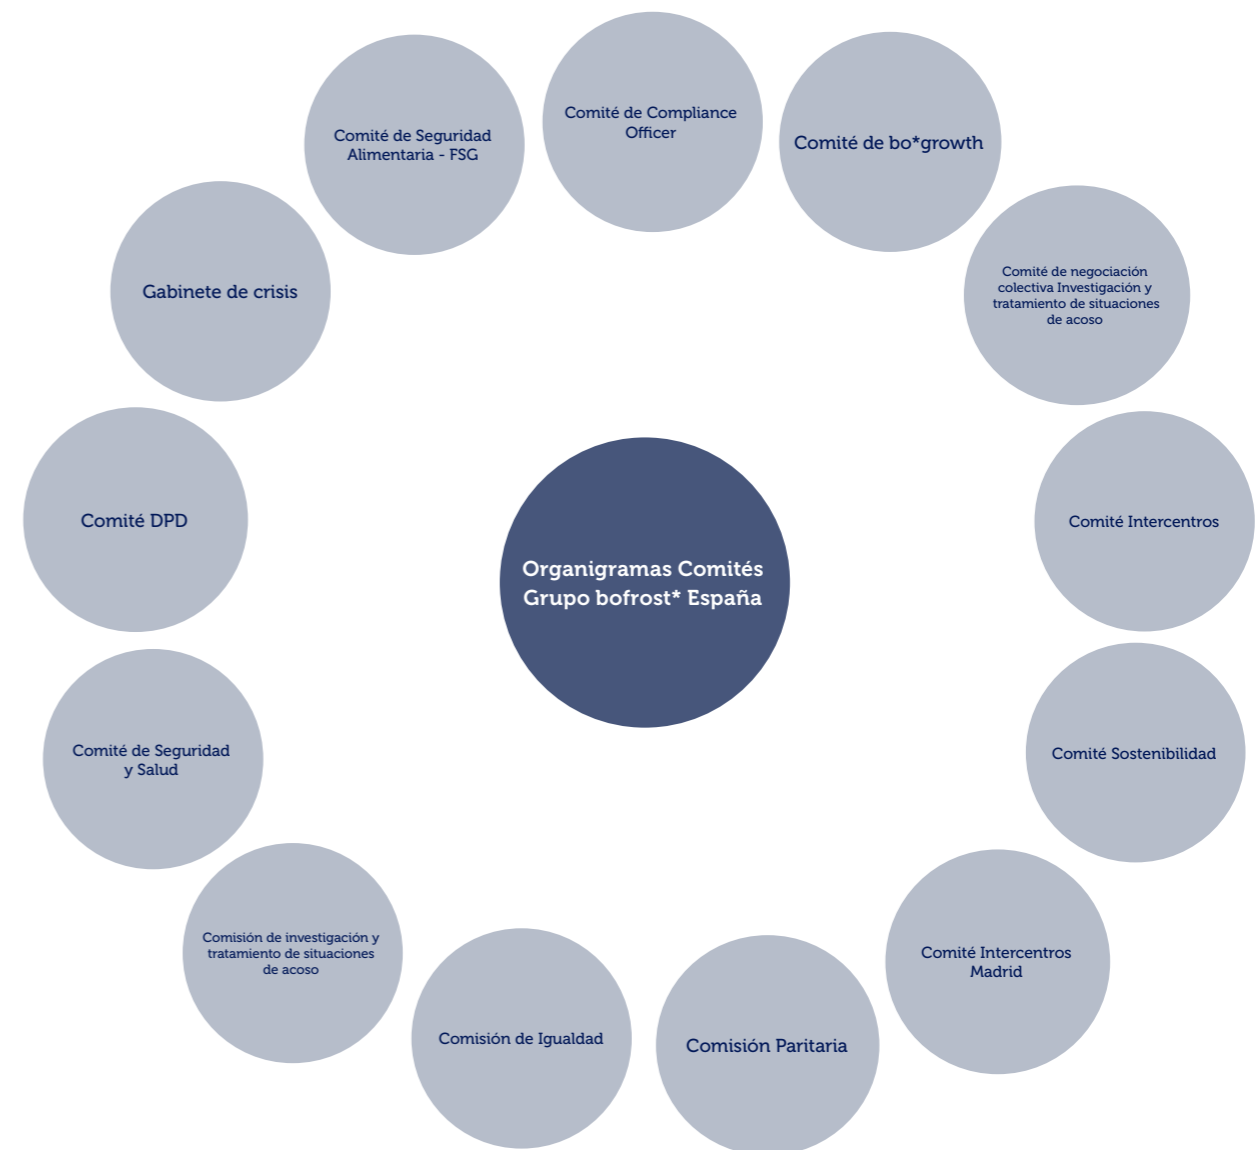 Comité de Compliance
Officer
Comité de bo*growth
Comité de negociación
colectiva Investigación y
tratamiento de situaciones
de acoso
Comité Intercentros
Comité Sostenibilidad
Comité Intercentros
Madrid
Comisión Paritaria
Comisión de Igualdad
Comisión de investigación y
tratamiento de situaciones
de acoso
Comité de Seguridad
y Salud
Comité DPD
Gabinete de crisis
Comité de Seguridad
Alimentaria - FSG
Organigramas Comités
Grupo bofrost* España